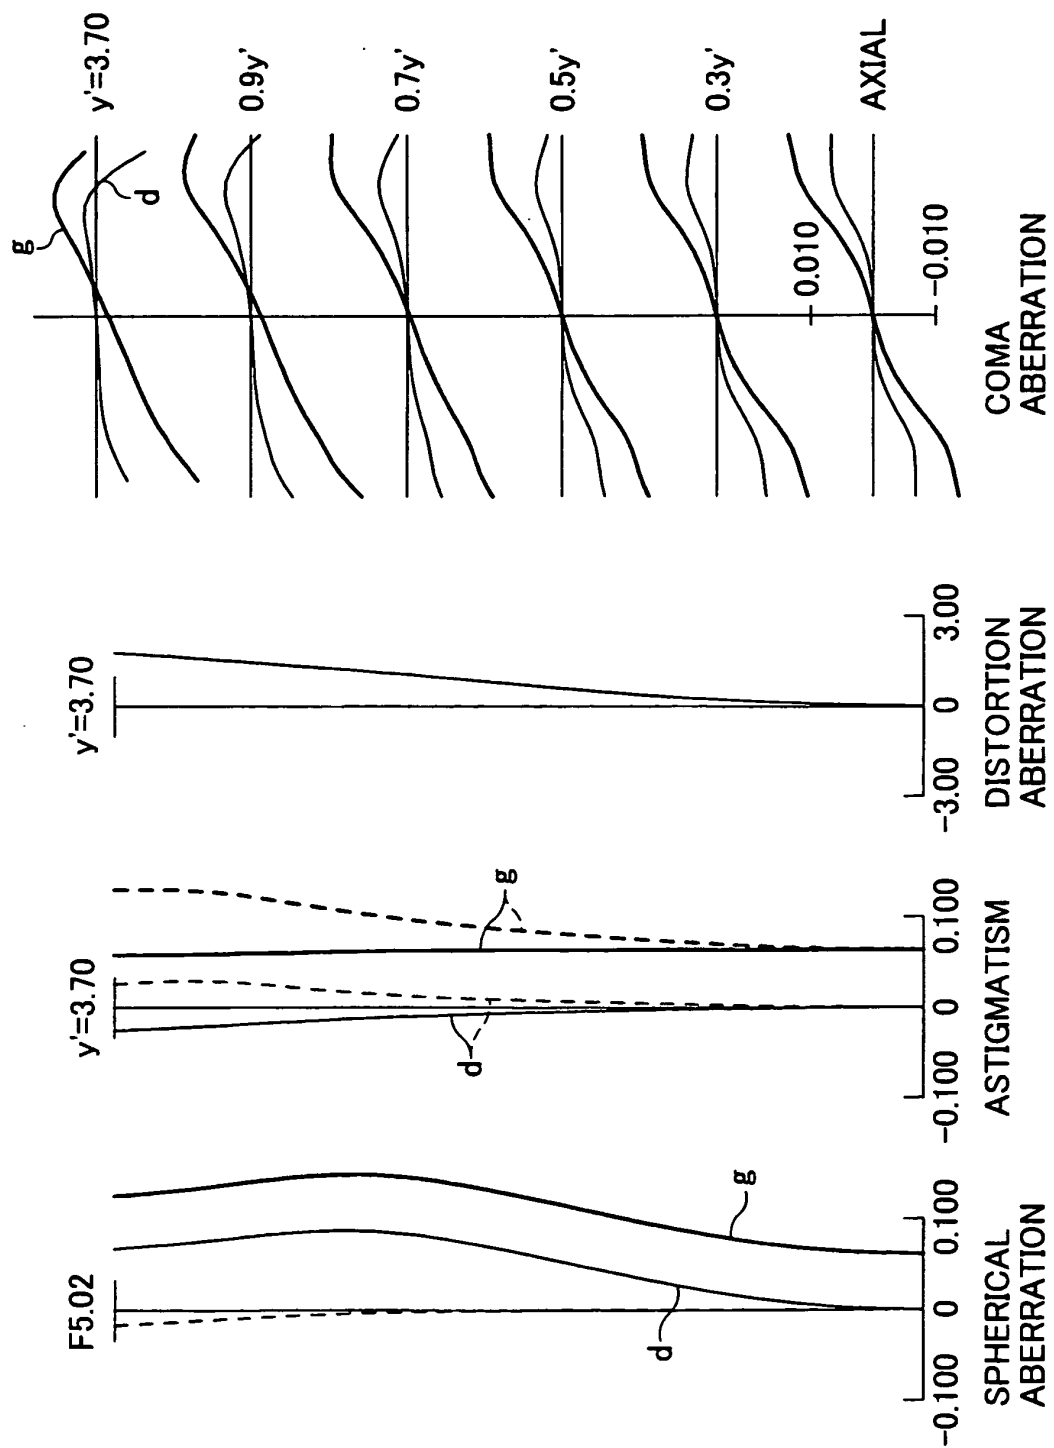 F5.02
g
d
-0.100
0
0.100
SPHERICAL
ABERRATION
y'=3.70
g
d
-0.100
0
0.100
ASTIGMATISM
y'=3.70
-3.00
0
3.00
DISTORTION
ABERRATION
y'=3.70
g
d
0.9y'
0.7y'
0.5y'
0.3y'
0.010
AXIAL
-0.010
COMA
ABERRATION